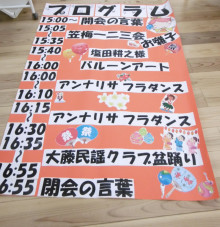 プログラム
15:00～ 開会の言葉
15:05
～
15:35 笠梅一二三会 お囃子
15:40 塩田耕之様
16:00 バルーンアート
16:00
～
16:10 アンナリサ フラダンス
16:15
～
16:30 アンナリサ フラダンス
16:35
～
16:55 大藤民謡クラブ盆踊り
16:55 閉会の言葉